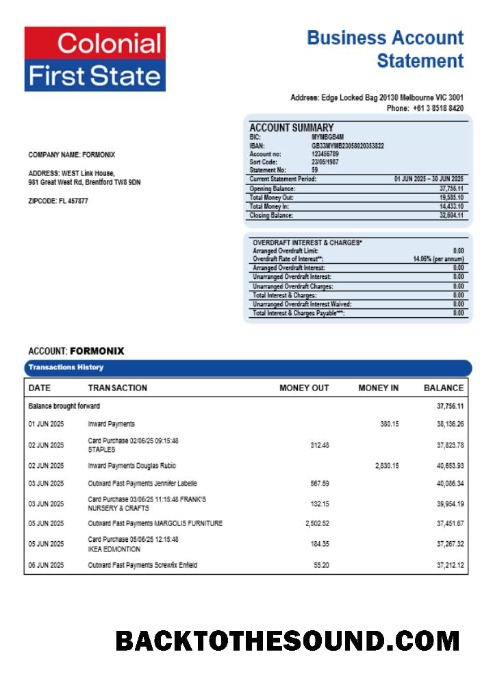 Colonial
First State
Business Account
Statement
Address: Edge Locked Bag 20130 Melbourne VIC 3001
Phone: +61 3 8518 8420
ACCOUNT SUMMARY
BIC: MYMBGB4M
IBAN: GB33MYMB23058020353822
Account no: 123456789
Sort Code: 23/05/1987
Statement No: 59
Current Statement Period: 01 JUN 2025 – 30 JUN 2025
Opening Balance: 37,756.11
Total Money Out: 19,585.10
Total Money In: 14,433.10
Closing Balance: 32,604.11
COMPANY NAME: FORMONIX
ADDRESS: WEST Link House,
981 Great West Rd, Brentford TW8 9DN
ZIPCODE: FL 457877
OVERDRAFT INTEREST & CHARGES*
Arranged Overdraft Limit: 0.00
Overdraft Rate of Interest**: 14.06% (per annum)
Arranged Overdraft Interest: 0.00
Unarranged Overdraft Interest: 0.00
Unarranged Overdraft Charges: 0.00
Total Interest & Charges: 0.00
Unarranged Overdraft Interest Waived: 0.00
Total Interest & Charges Payable***: 0.00
ACCOUNT: FORMONIX
Transactions History
DATE TRANSACTION MONEY OUT MONEY IN BALANCE
Balance brought forward 37,756.11
01 JUN 2025 Inward Payments 380.15 38,136.26
02 JUN 2025 Card Purchase 02/06/25 09:15:48 312.48 37,823.78
STAPLES
02 JUN 2025 Inward Payments Douglas Rubio 2,830.15 40,653.93
03 JUN 2025 Outward Fast Payments Jennifer Labelle 567.59 40,086.34
03 JUN 2025 Card Purchase 03/06/25 11:15:48 FRANK'S 132.15 39,954.19
NURSERY & CRAFTS
05 JUN 2025 Outward Fast Payments MARGOLIS FURNITURE 2,502.52 37,451.67
05 JUN 2025 Card Purchase 05/06/25 12:15:48 184.35 37,267.32
IKEA EDMONTION
06 JUN 2025 Outward Fast Payments Screwfix Enfield 55.20 37,212.12
BACKTOTHESOUND.COM